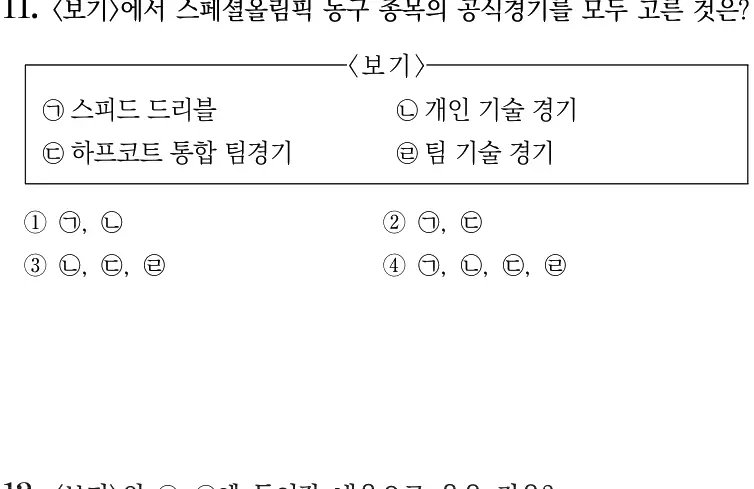 11. 〈보기〉에서 스페셜올림픽 농구 종목의 공식경기를 모두 고른 것은?
〈보기〉
㉠ 스피드 드리블 ㉡ 개인 기술 경기
㉢ 하프코트 통합 팀경기 ㉣ 팀 기술 경기
① ㉠, ㉡ ② ㉠, ㉢
③ ㉡, ㉢, ㉣ ④ ㉠, ㉡, ㉢, ㉣